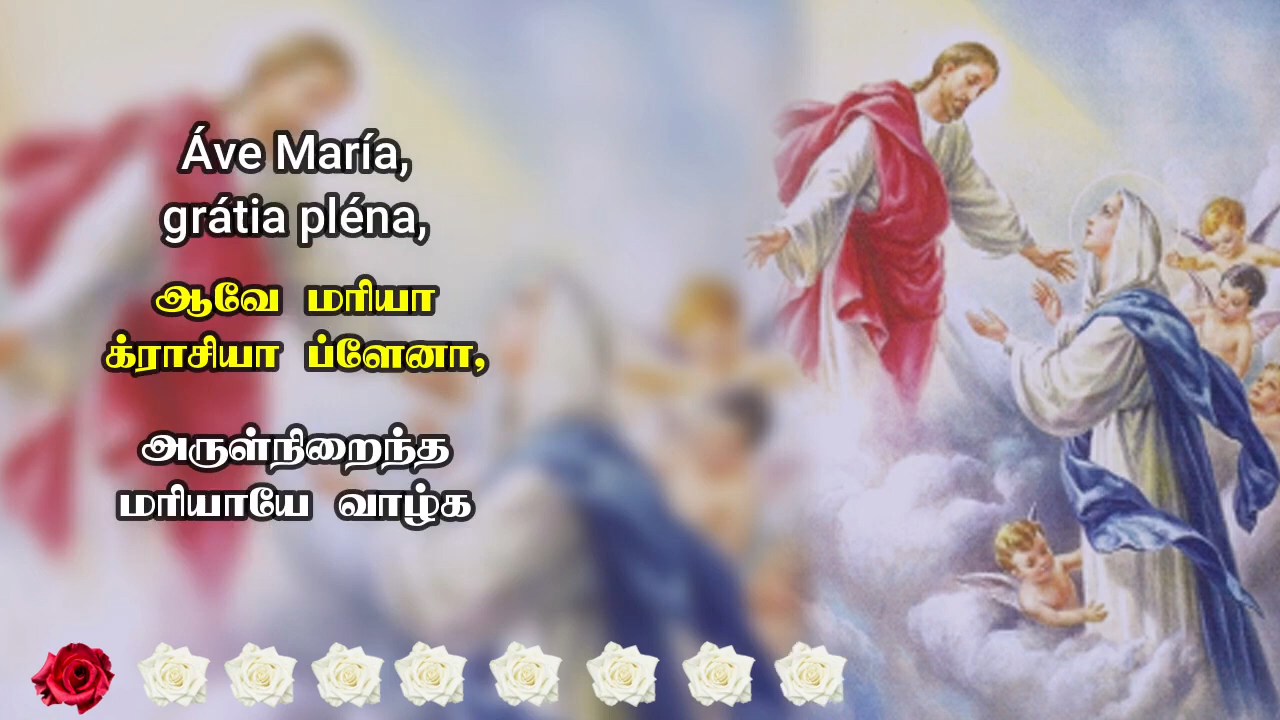 Áve María,
grátia pléna,
ஆவே மரியா
க்ராசியா ப்ளேனா,
அருள்நிறைந்த
மரியாயே வாழ்க